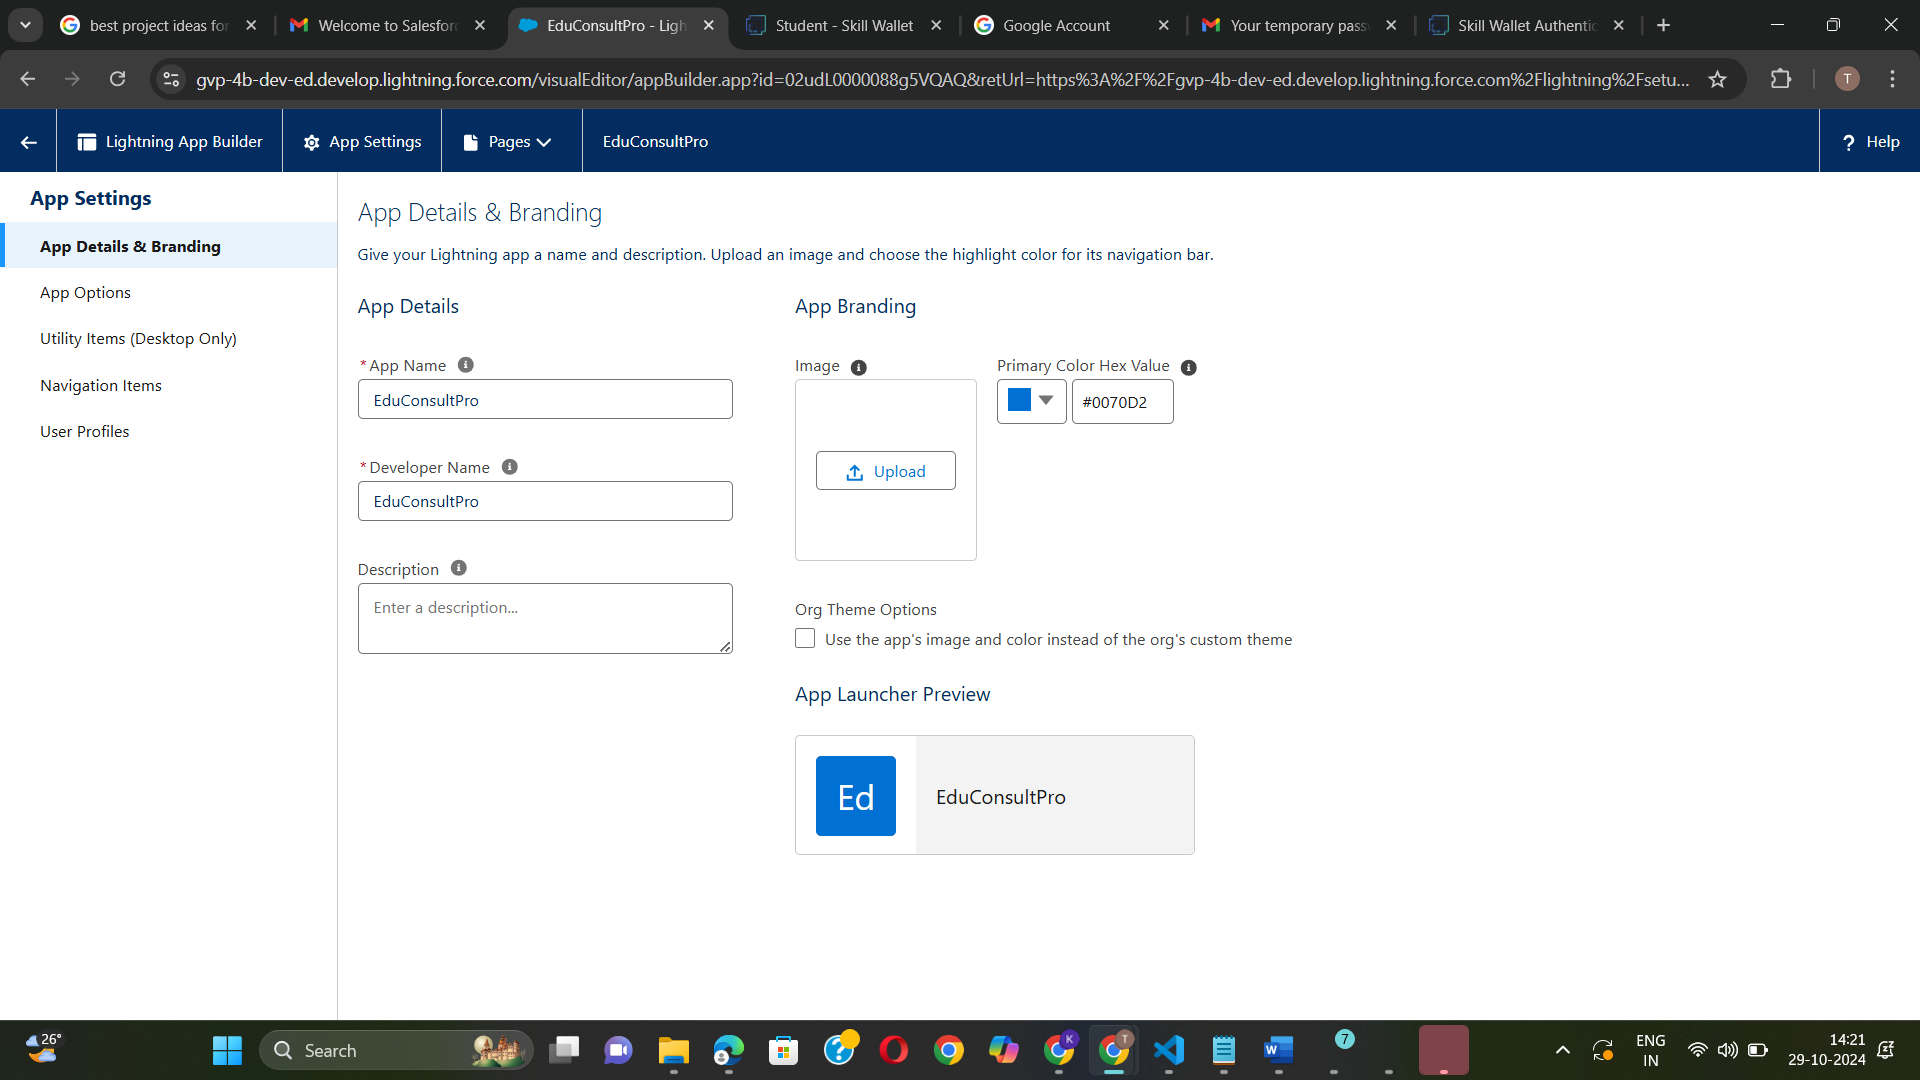 best project ideas for
Welcome to Salesforc
EduConsultPro - Ligh
Student - Skill Wallet
Google Account
Your temporary pass
Skill Wallet Authentic
gvp-4b-dev-ed.develop.lightning.force.com/visualEditor/appBuilder.app?id=02udL0000088g5VQAQ&retUrl=https%3A%2F%2Fgvp-4b-dev-ed.develop.lightning.force.com%2Flightning%2Fsetu...
T
Lightning App Builder
App Settings
Pages
EduConsultPro
? Help
App Settings
App Details & Branding
App Options
Utility Items (Desktop Only)
Navigation Items
User Profiles
App Details & Branding
Give your Lightning app a name and description. Upload an image and choose the highlight color for its navigation bar.
App Details
*App Name
EduConsultPro
*Developer Name
EduConsultPro
Description
Enter a description...
App Branding
Image
Primary Color Hex Value
#0070D2
Upload
Org Theme Options
Use the app's image and color instead of the org's custom theme
App Launcher Preview
Ed
EduConsultPro
26°
Search
K
T
W
7
ENG
IN
14:21
29-10-2024